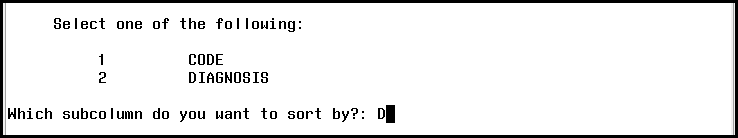 Select one of the following:
1 CODE
2 DIAGNOSIS
Which subcolumn do you want to sort by?: D